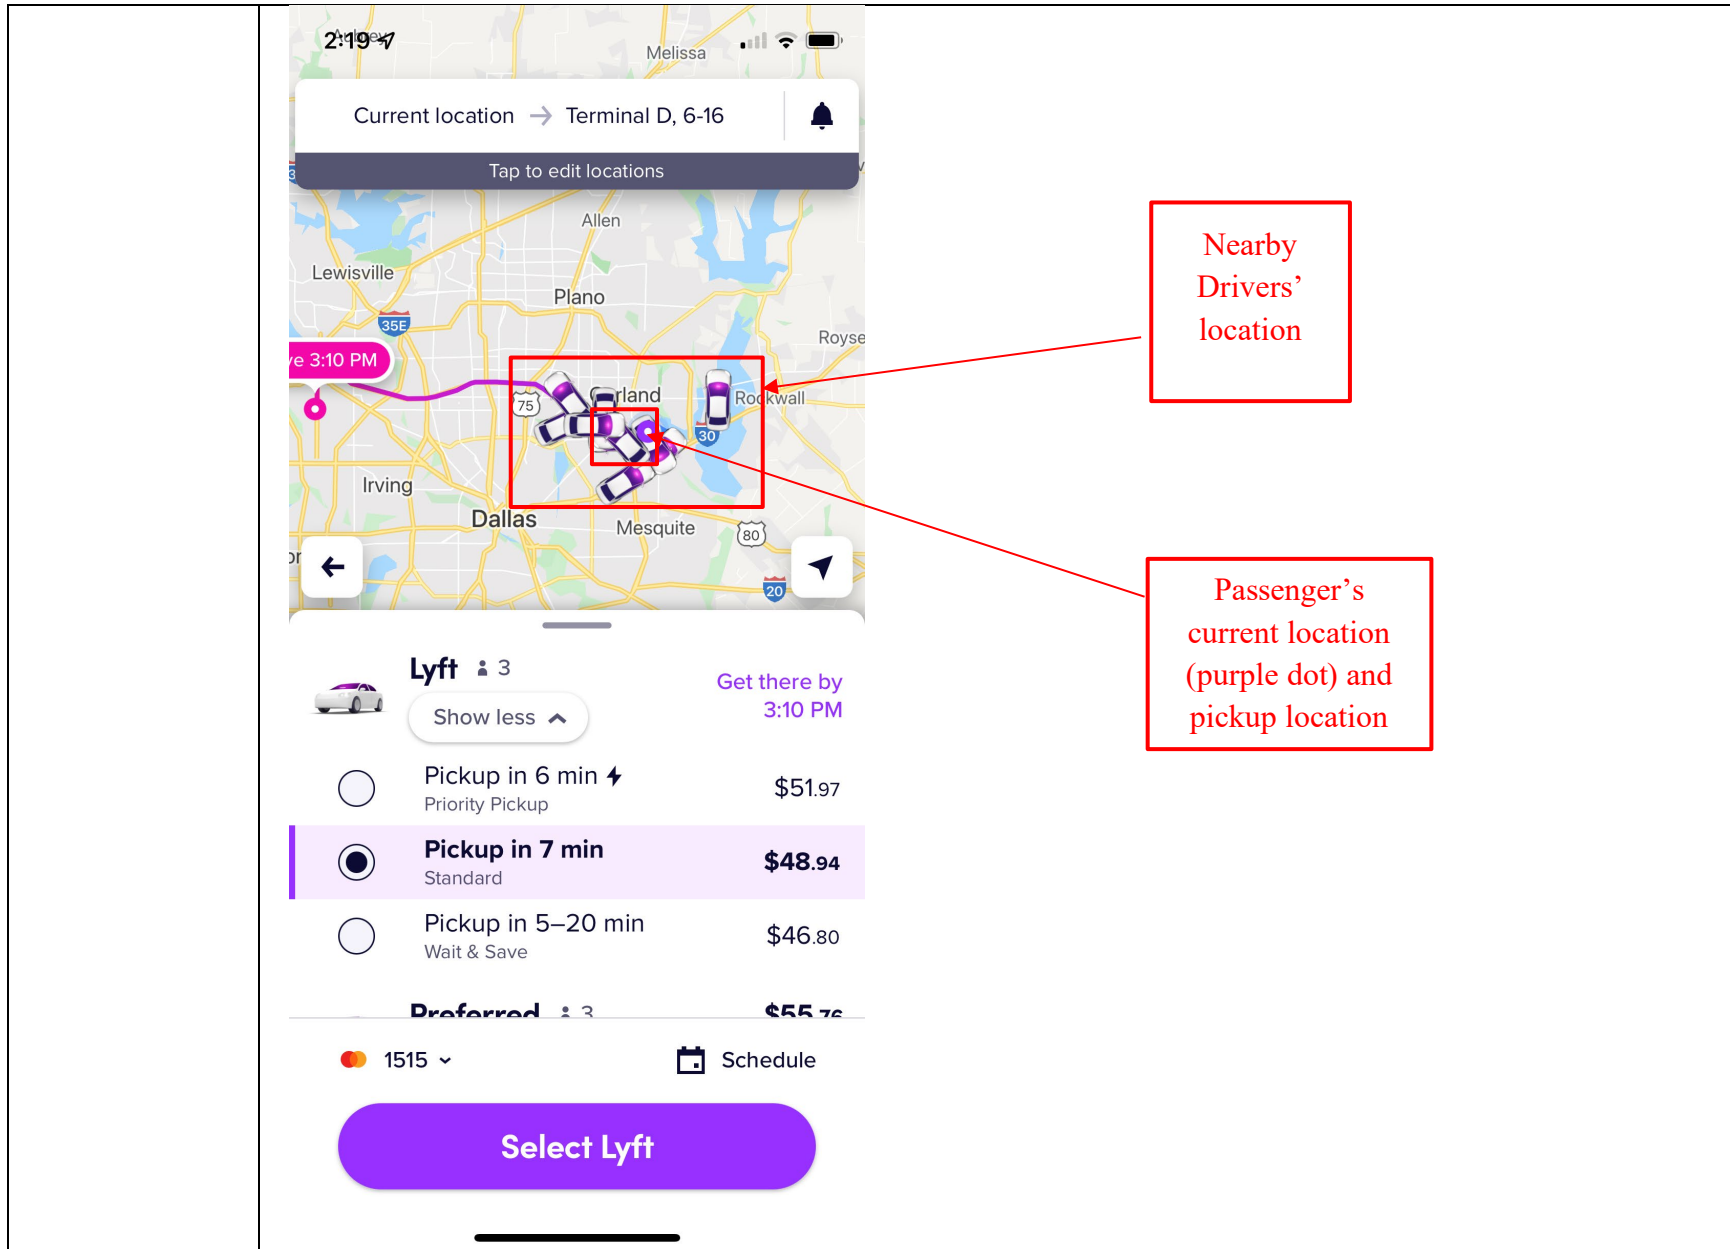 2:19
Melissa
Current location → Terminal D, 6-16
Tap to edit locations
Allen
Lewisville
Plano
35E
Royse
3:10 PM
75
Rockwall
30
Irving
Dallas
Mesquite
80
20
Nearby
Drivers’
location
Passenger’s
current location
(purple dot) and
pickup location
Lyft 3
Get there by
3:10 PM
Show less
Pickup in 6 min
Priority Pickup
$51.97
Pickup in 7 min
Standard
$48.94
Pickup in 5–20 min
Wait & Save
$46.80
Preferred 3
$55.76
1515
Schedule
Select Lyft